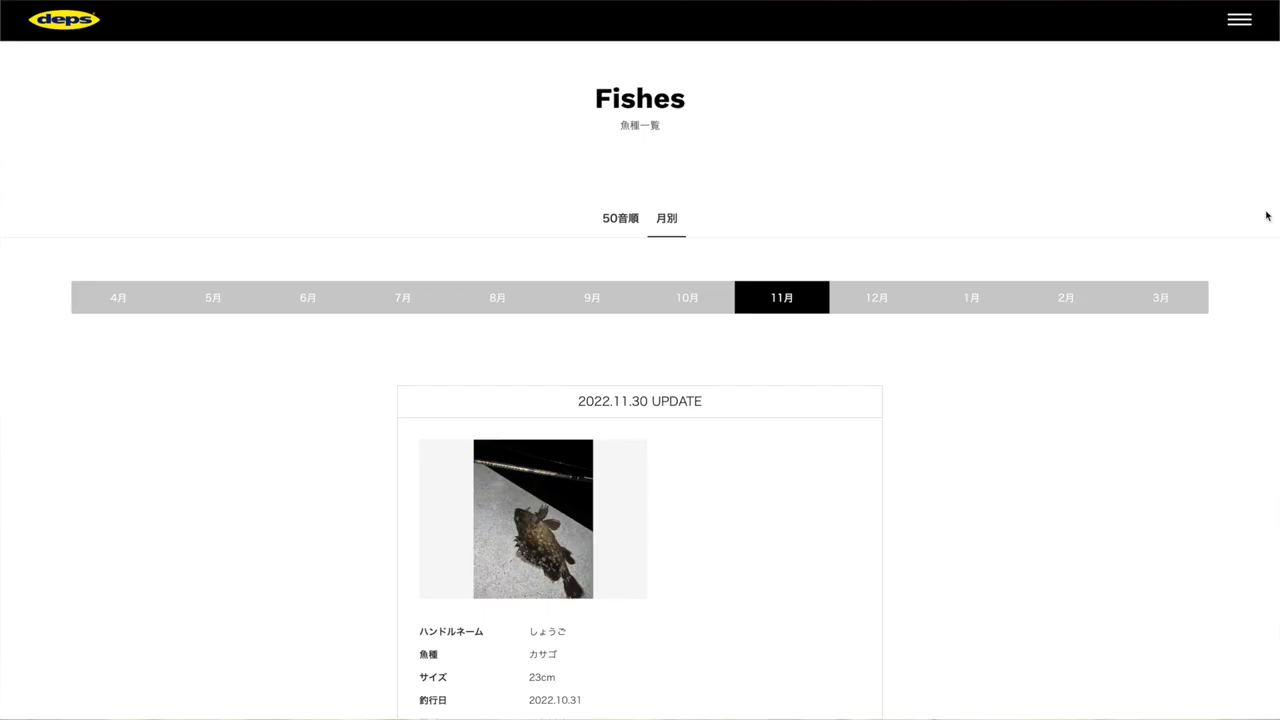 deps
Fishes
魚種一覧
50音順 月別
4月 5月 6月 7月 8月 9月 10月 11月 12月 1月 2月 3月
2022.11.30 UPDATE
ハンドルネーム しょうご
魚種 カサゴ
サイズ 23cm
釣行日 2022.10.31